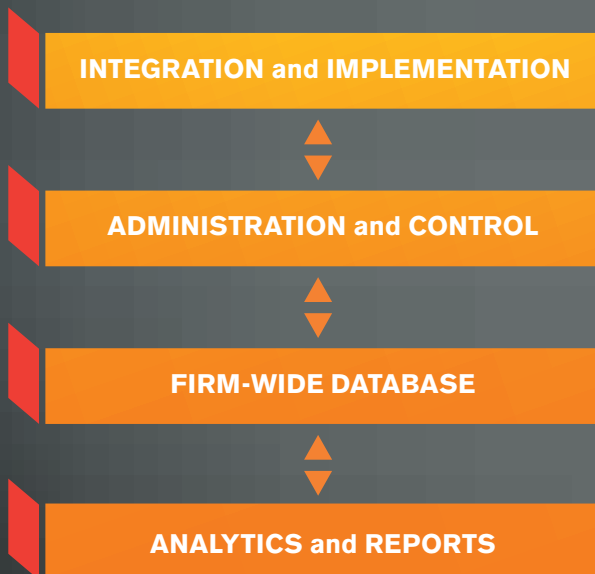 INTEGRATION and IMPLEMENTATION
ADMINISTRATION and CONTROL
FIRM-WIDE DATABASE
ANALYTICS and REPORTS